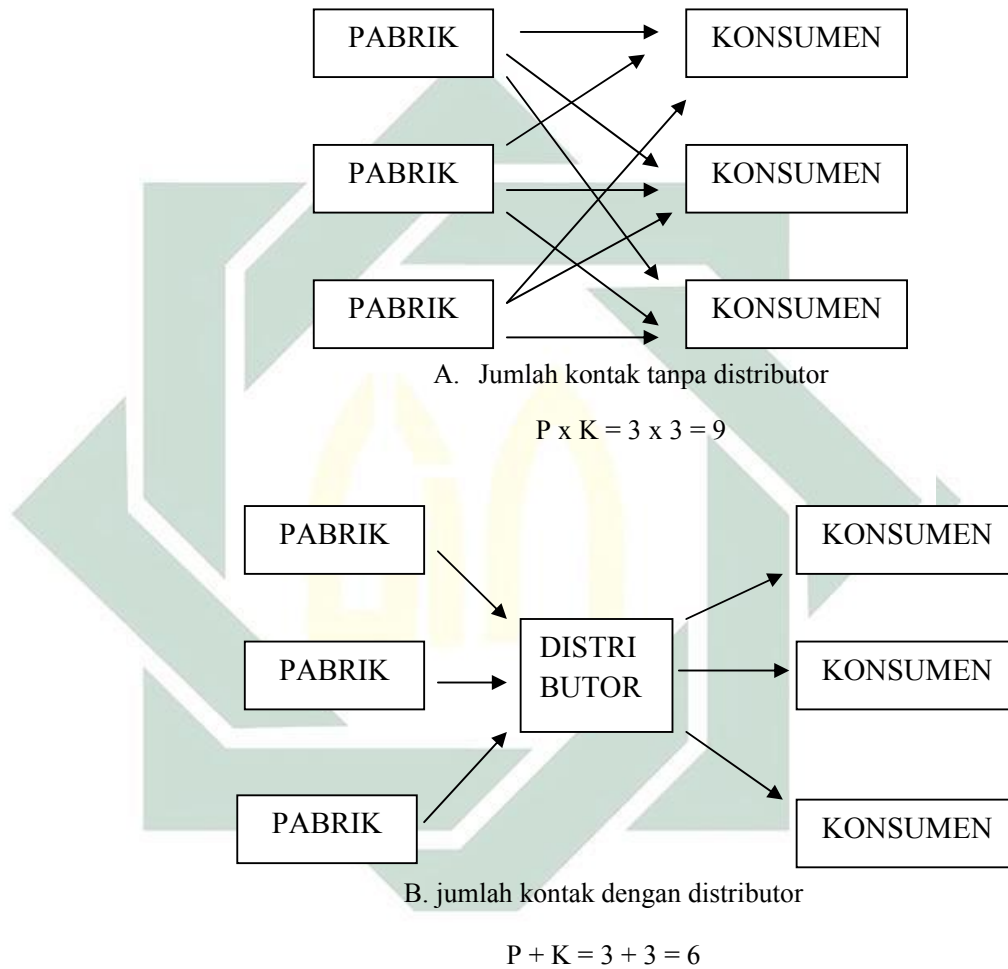 PABRIK KONSUMEN
PABRIK KONSUMEN
PABRIK KONSUMEN
A. Jumlah kontak tanpa distributor
P x K = 3 x 3 = 9
PABRIK KONSUMEN
DISTRI
BUTOR
PABRIK KONSUMEN
PABRIK KONSUMEN
B. jumlah kontak dengan distributor
P + K = 3 + 3 = 6